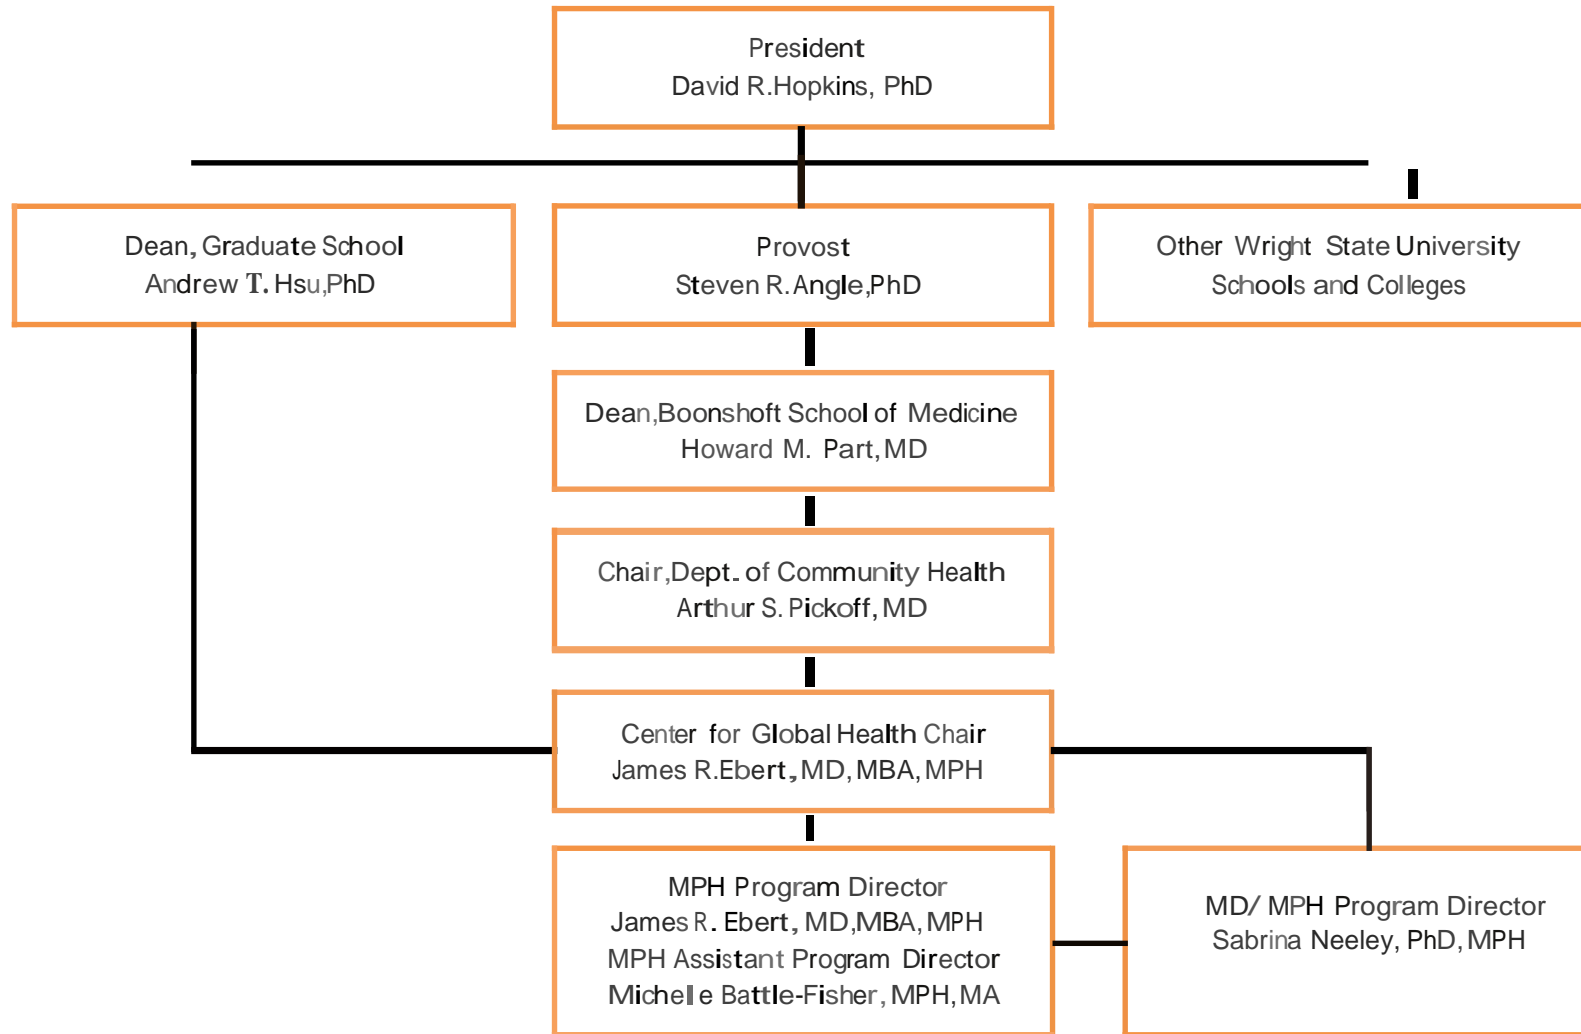 President
David R.Hopkins, PhD
Dean, Graduate School
Andrew T. Hsu,PhD
Provost
Steven R.Angle,PhD
Other Wright State University
Schools and Colleges
Dean,Boonshoft School of Medicine
Howard M. Part,MD
Chair,Dept. of Community Health
Arthur S. Pickoff, MD
Center for Global Health Chair
James R.Ebert, MD, MBA, MPH
MPH Program Director
James R. Ebert, MD,MBA, MPH
MPH Assistant Program Director
Michelle Battle-Fisher, MPH, MA
MD/ MPH Program Director
Sabrina Neeley, PhD, MPH